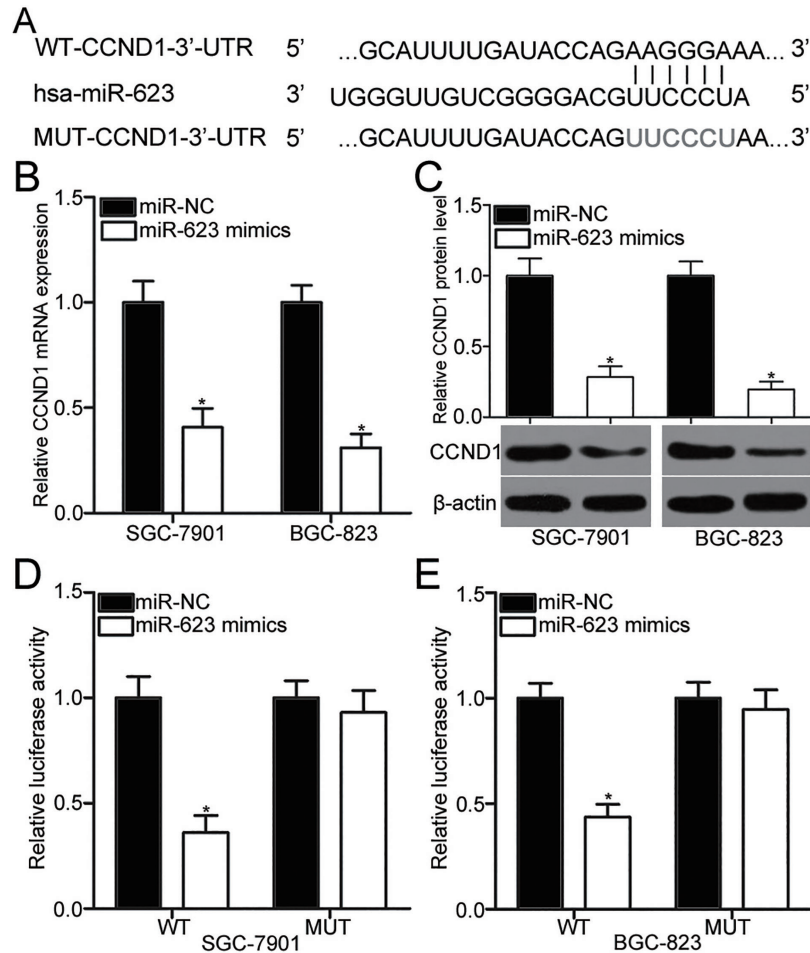 A
WT-CCND1-3’-UTR 5’ ...GCAUUUUGAUACCAGAAGGGAAA... 3’
hsa-miR-623 3’ UGGGUUGUCGGGGACGUUCCCUA 5’
MUT-CCND1-3’-UTR 5’ ...GCAUUUUGAUACCAGUUCCCUAA... 3’
B
Relative CCND1 mRNA expression
1.5
1.0
0.5
0.0
miR-NC
miR-623 mimics
*
*
SGC-7901 BGC-823
C
Relative CCND1 protein level
1.5
1.0
0.5
0.0
miR-NC
miR-623 mimics
*
*
CCND1
β-actin
SGC-7901 BGC-823
D
Relative luciferase activity
1.5
1.0
0.5
0.0
miR-NC
miR-623 mimics
*
WT MUT
SGC-7901
E
Relative luciferase activity
1.5
1.0
0.5
0.0
miR-NC
miR-623 mimics
*
WT MUT
BGC-823